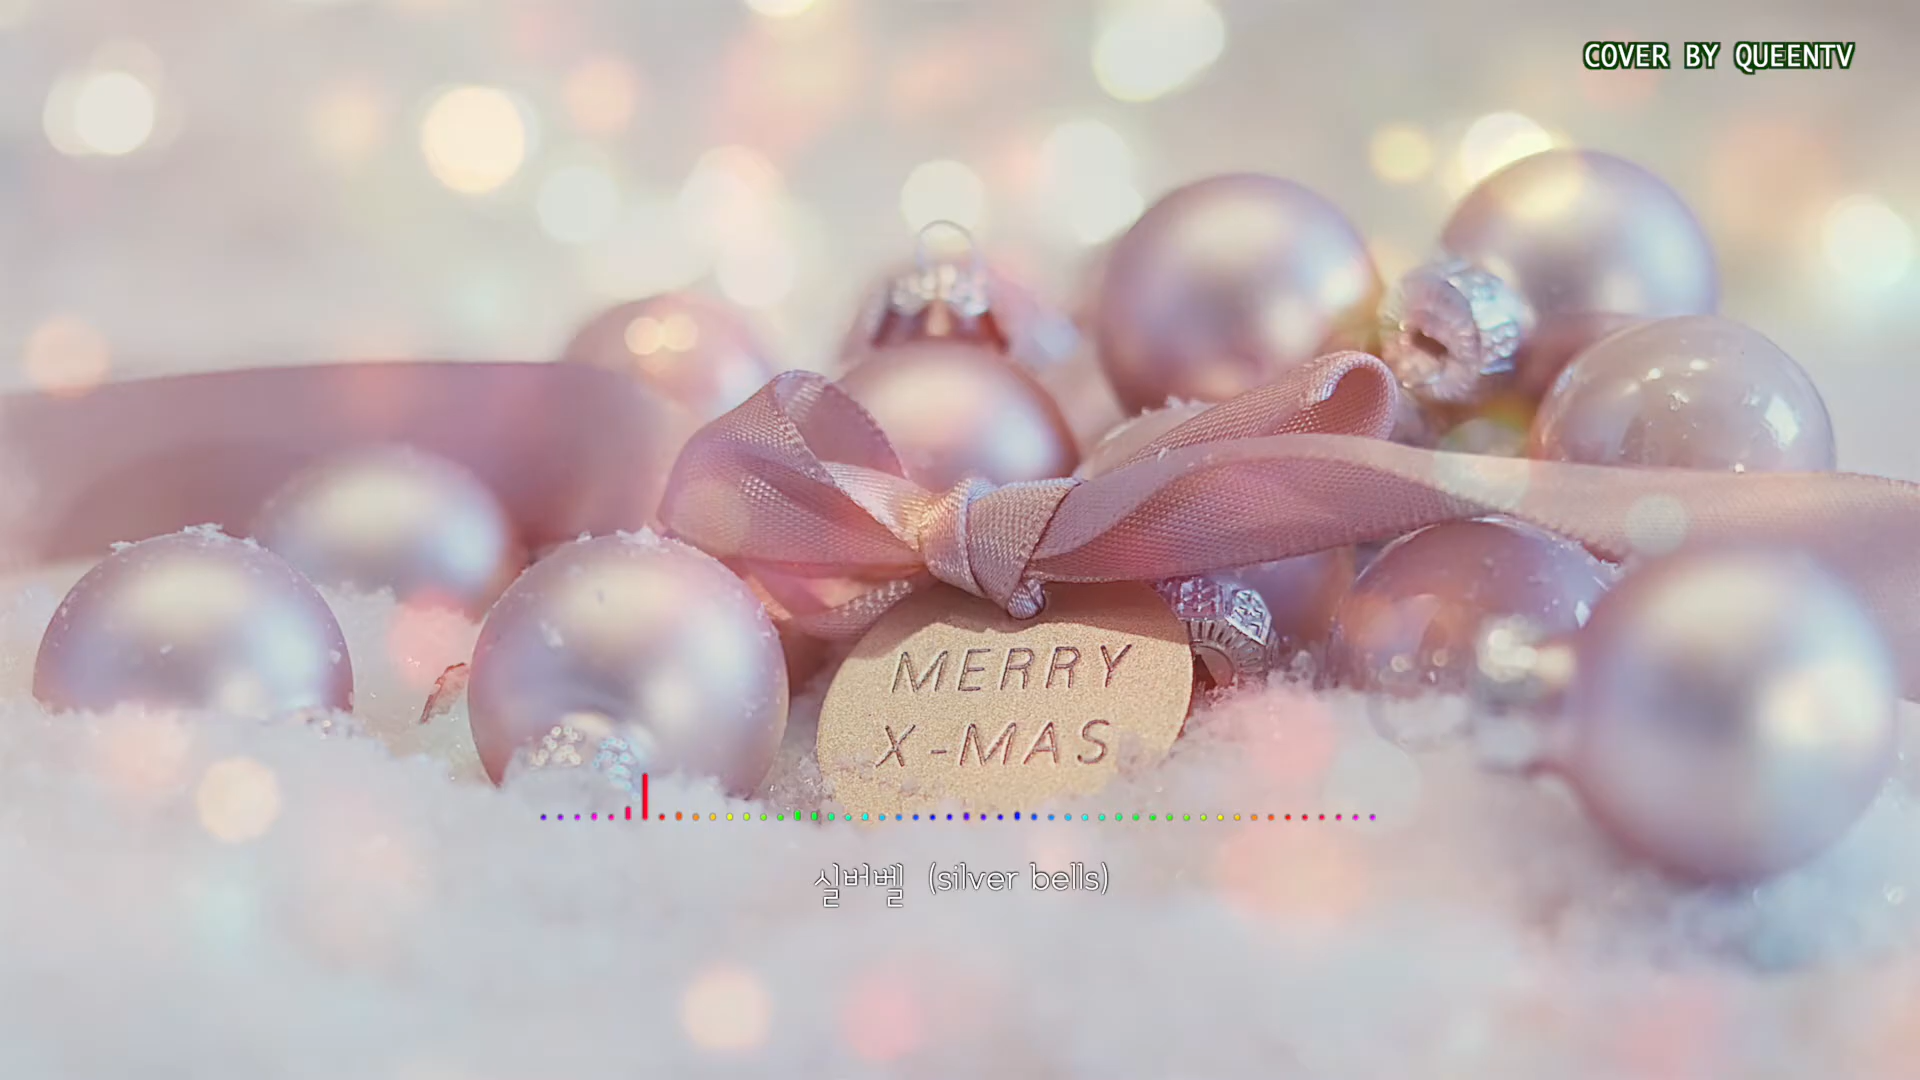 COVER BY QUEENTV
MERRY
X-MAS
실버벨 (silver bells)